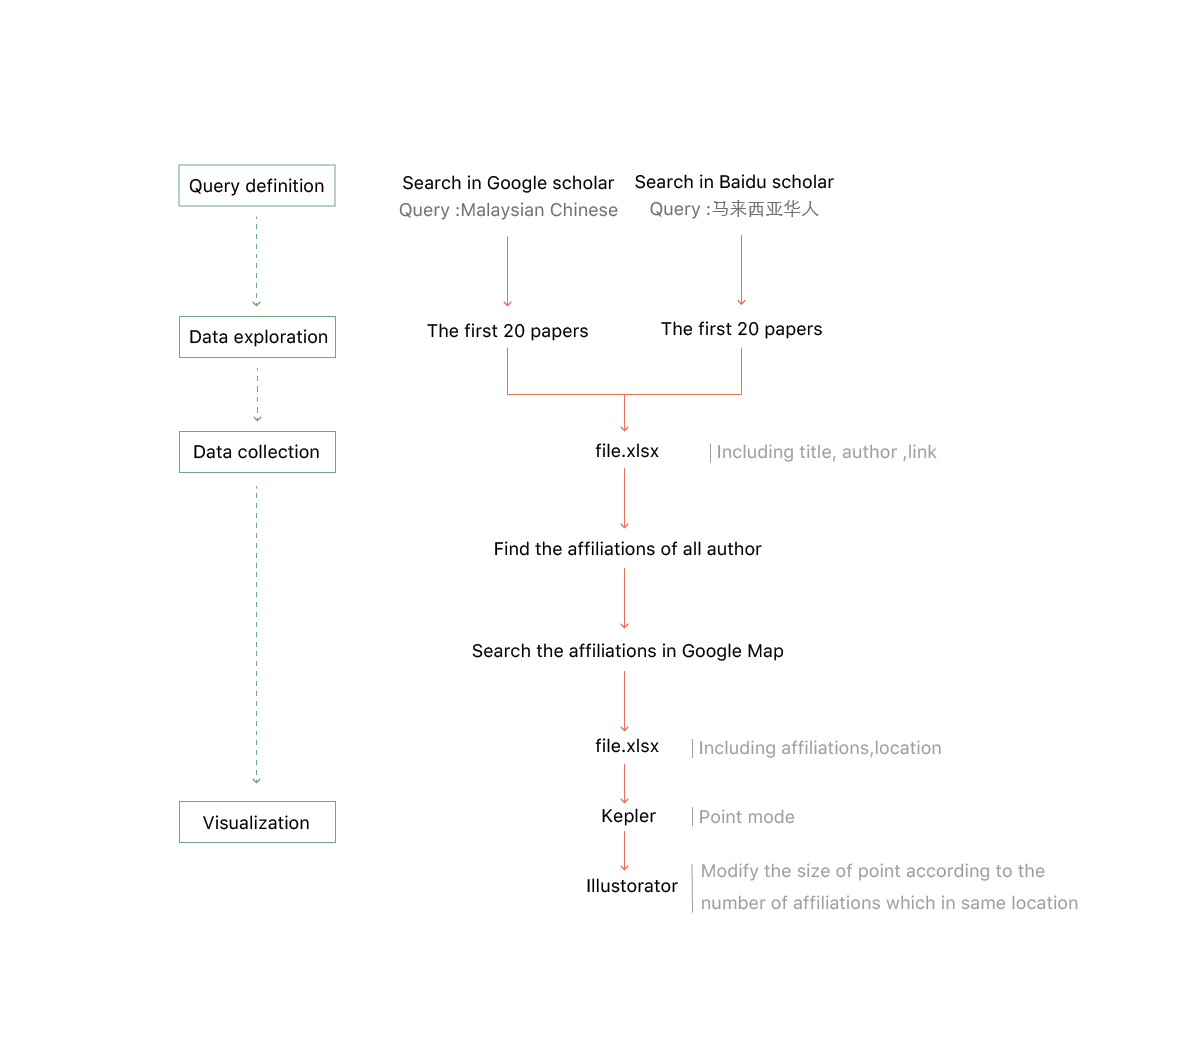 Query definition
Search in Google scholar
Query :Malaysian Chinese
Search in Baidu scholar
Query :马来西亚华人
Data exploration
The first 20 papers
The first 20 papers
Data collection
file.xlsx
Including title, author ,link
Find the affiliations of all author
Search the affiliations in Google Map
file.xlsx
Including affiliations,location
Visualization
Kepler
Point mode
Illustorator
Modify the size of point according to the
number of affiliations which in same location